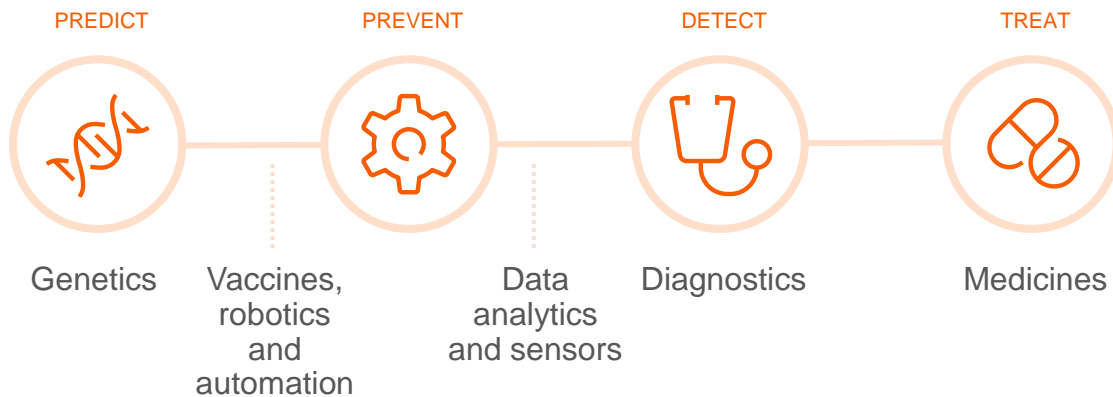 PREDICT
PREVENT
DETECT
TREAT
Genetics
Vaccines,
robotics
and
automation
Data
analytics
and sensors
Diagnostics
Medicines